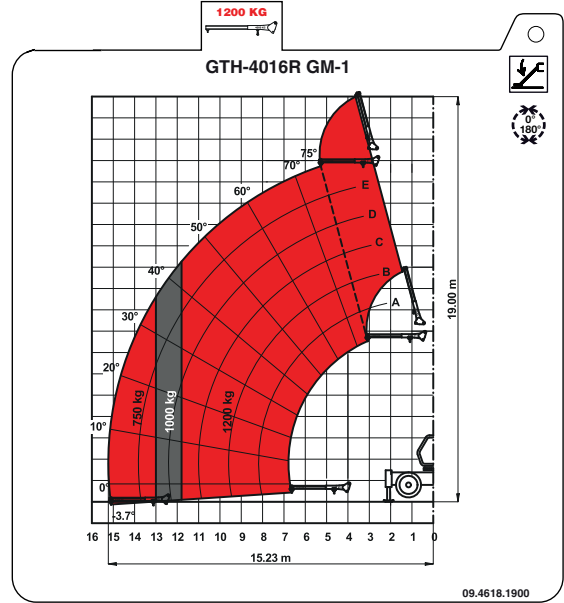 1200 KG
GTH-4016R GM-1
0°
180°
75°
70°
60°
50°
40°
30°
20°
10°
0°
-3.7°
E
D
C
B
A
750 kg
1000 kg
1200 kg
19.00 m
16 15 14 13 12 11 10 9 8 7 6 5 4 3 2 1 0
15.23 m
09.4618.1900